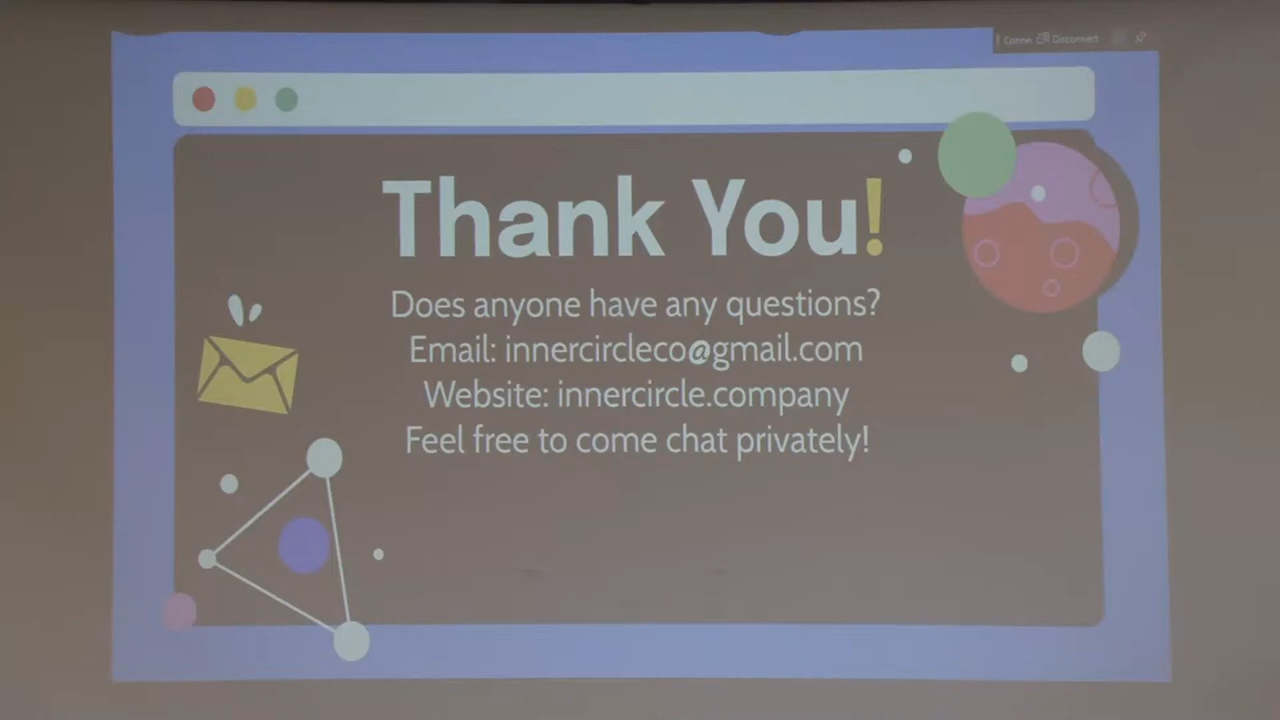 Disconnect
Thank You!
Does anyone have any questions?
Email: innercircleco@gmail.com
Website: innercircle.company
Feel free to come chat privately!